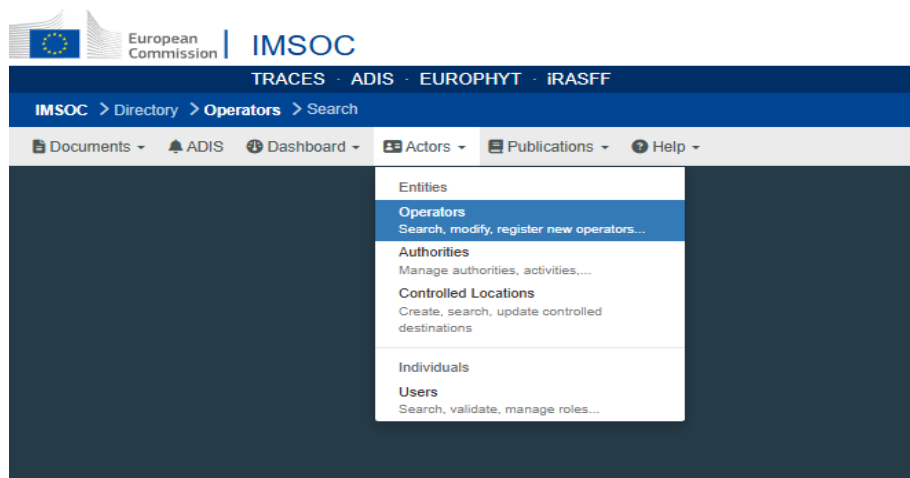 European
Commission
IMSOC
TRACES · ADIS · EUROPHYT · iRASFF
IMSOC > Directory > Operators > Search
Documents ADIS Dashboard Actors Publications Help
Entities
Operators
Search, modify, register new operators...
Authorities
Manage authorities, activities,...
Controlled Locations
Create, search, update controlled
destinations
Individuals
Users
Search, validate, manage roles...